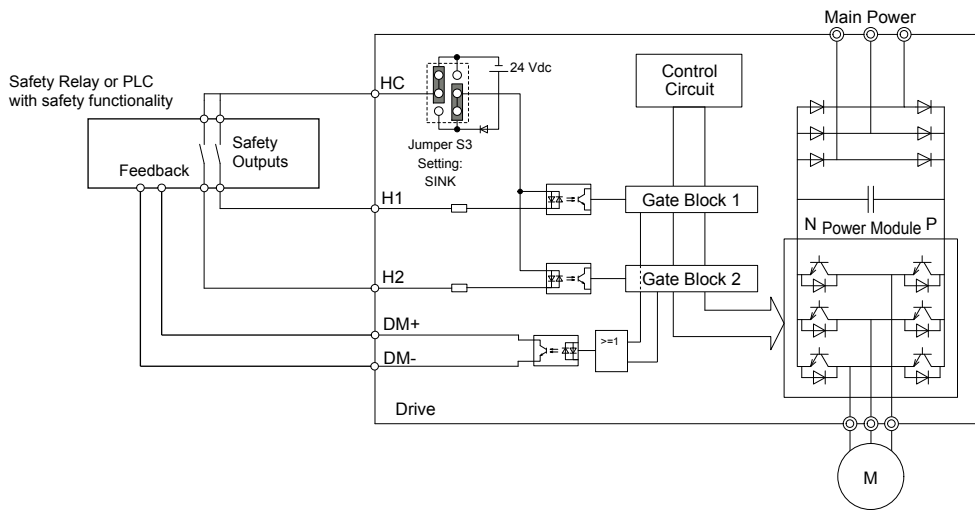 Main Power
Safety Relay or PLC
with safety functionality
HC
24 Vdc
Control
Circuit
Safety
Outputs
Feedback
Jumper S3
Setting:
SINK
H1
Gate Block 1
N
Power Module
P
H2
Gate Block 2
DM+
>=1
DM-
Drive
M